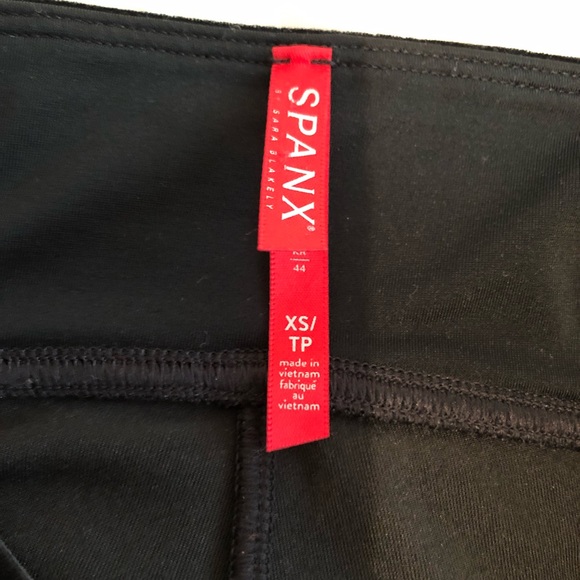 SPANX®
BY SARA BLAKELY
44
XS/
TP
made in
vietnam
fabriqué
au
vietnam